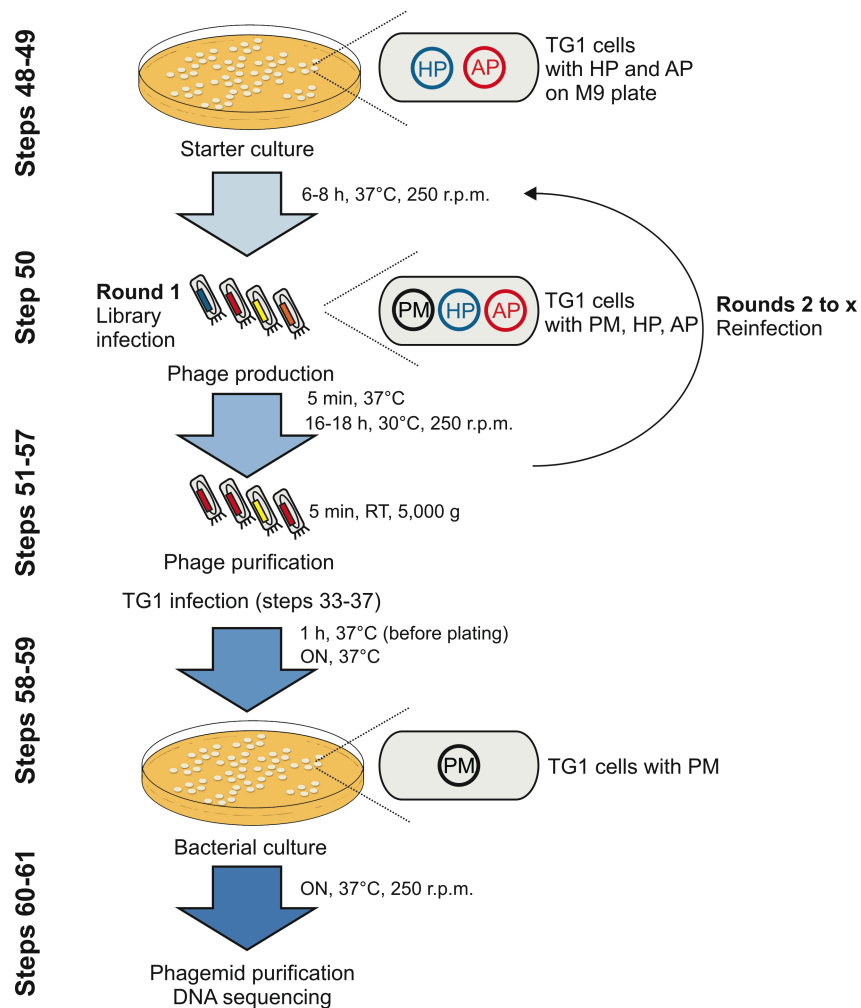 Steps 48-49
HP
AP
TG1 cells
with HP and AP
on M9 plate
Starter culture
6-8 h, 37°C, 250 r.p.m.
Step 50
Round 1
Library
infection
PM
HP
AP
TG1 cells
with PM, HP, AP
Rounds 2 to x
Reinfection
Phage production
5 min, 37°C
16-18 h, 30°C, 250 r.p.m.
Steps 51-57
5 min, RT, 5,000 g
Phage purification
TG1 infection (steps 33-37)
1 h, 37°C (before plating)
ON, 37°C
Steps 58-59
PM
TG1 cells with PM
Bacterial culture
Steps 60-61
ON, 37°C, 250 r.p.m.
Phagemid purification
DNA sequencing